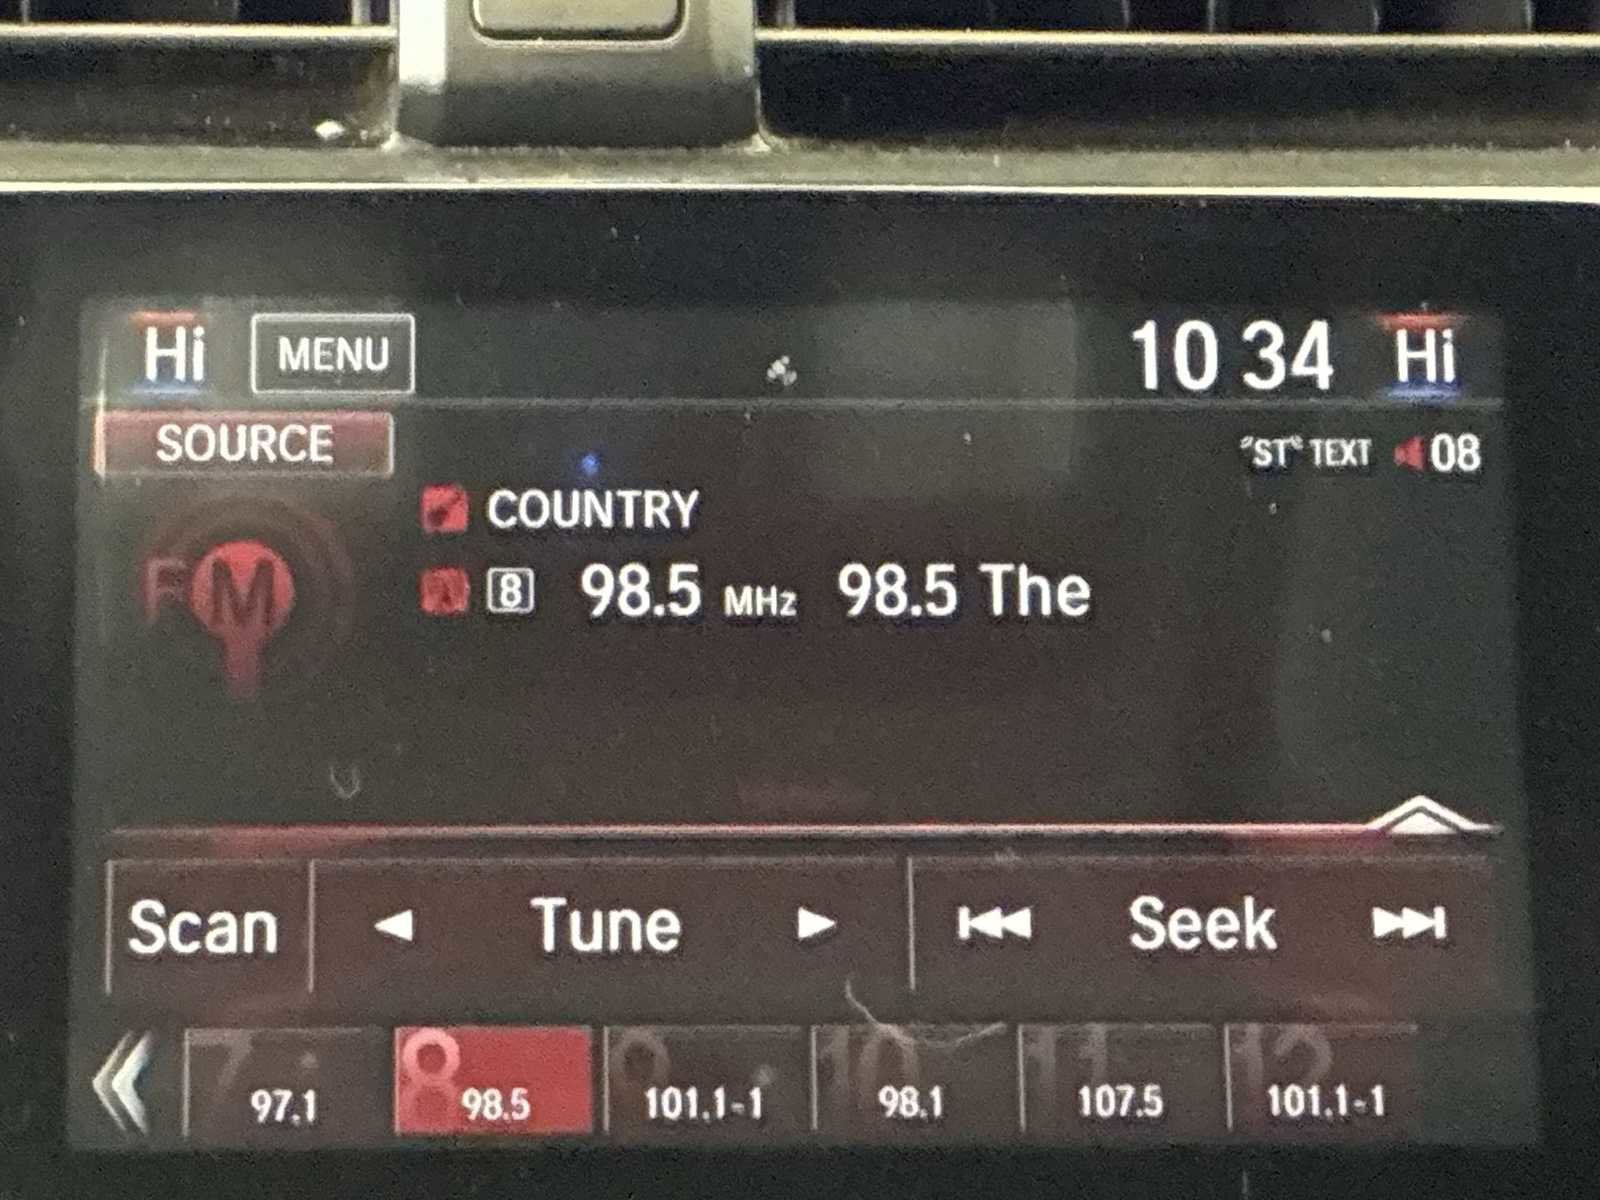 Hi MENU 10 34 Hi
SOURCE "ST" TEXT 08
COUNTRY
FM 8 98.5 MHz 98.5 The
Scan Tune Seek
7 8 9 10 11 12
97.1 98.5 101.1-1 98.1 107.5 101.1-1